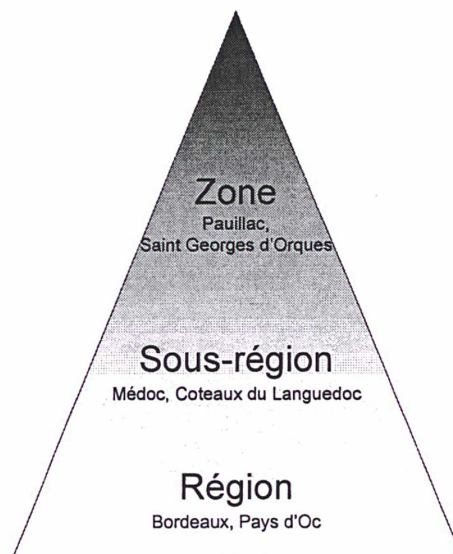 Zone
Pauillac,
Saint Georges d'Orques
Sous-région
Médoc, Coteaux du Languedoc
Région
Bordeaux, Pays d'Oc